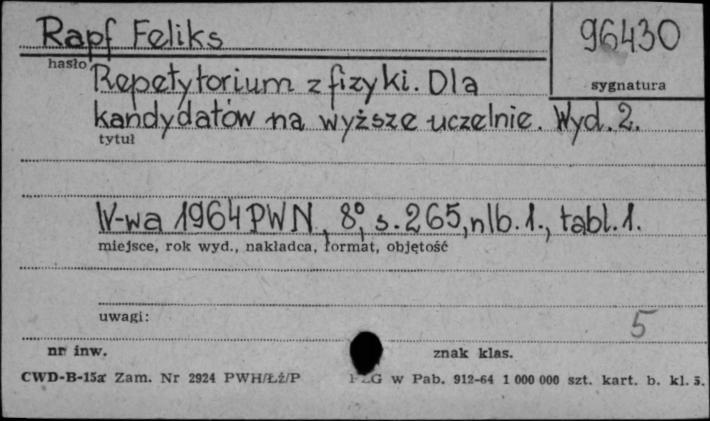 Rapf Feliks
96430
hasło
sygnatura
Repetytorium z fizyki. Dla
kandydatów na wyższe uczelnie. Wyd. 2.
tytuł
W-wa 1964 PWN, 8°, s. 265, nlb. 1., tabl. 1.
miejsce, rok wyd., nakładca, format, objętość
uwagi:
5
nr inw.
znak klas.
CWD-B-15a Zam. Nr 2924 PWH/Łź/P
w Pab. 912-64 1 000 000 szt. kart. b. kl. 5.